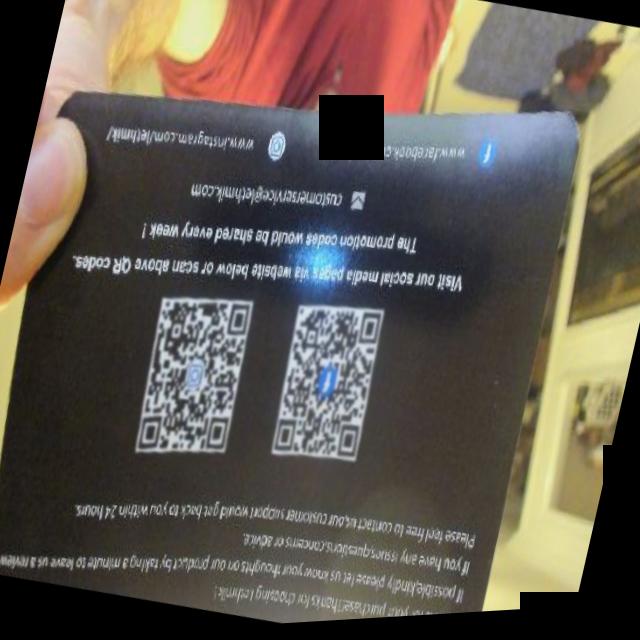 your purchase!Thanks for choosing Lethmik!
If possible,kindly please let us know your thoughts on our product by taking a minute to leave us a review
If you have any issues,questions,concerns or advice.
Please feel free to contact us,our customer support would get back to you within 24 hours.
Visit our social media pages via website below or scan above QR codes.
The promotion codes would be shared every week !
customerservice@lethmik.com
www.facebook.c
www.instagram.com/lethmik/